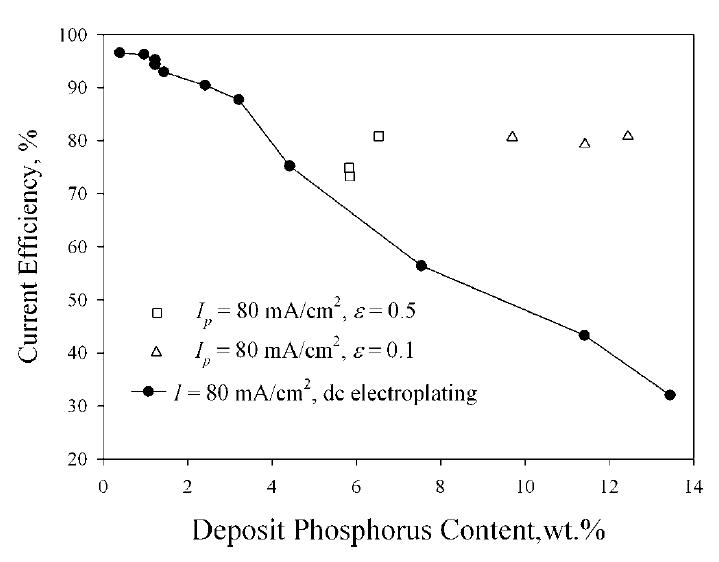 100
90
80
70
60
50
40
30
20
Current Efficiency, %
I_p = 80 mA/cm², ε = 0.5
I_p = 80 mA/cm², ε = 0.1
I = 80 mA/cm², dc electroplating
0 2 4 6 8 10 12 14
Deposit Phosphorus Content,wt.%